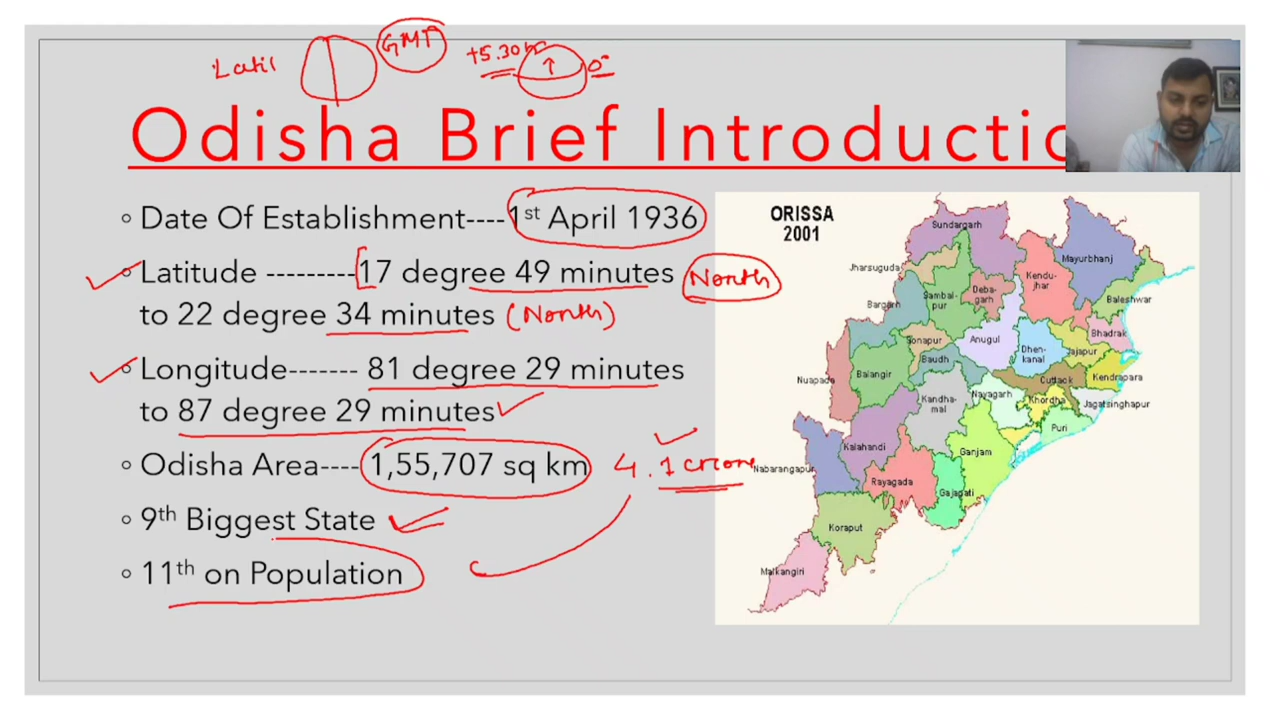 Latil
GMT
+5.30hr
0°
Odisha Brief Introductio
Date Of Establishment----1st April 1936
Latitude ---------17 degree 49 minutes (North)
to 22 degree 34 minutes (North)
Longitude------- 81 degree 29 minutes
to 87 degree 29 minutes
Odisha Area----1,55,707 sq km 4.1 crore
9th Biggest State
11th on Population
ORISSA
2001
Sundargarh
Jharsuguda
Mayurbhanj
Kendu-
jhar
Deba-
garh
Sambal-
pur
Bargarh
Baleshwar
Bhadrak
Sonapur
Anugul
Dhen-
kanal
Jajapur
Baudh
Nuapada
Balangir
Cuttack
Kendrapara
Kandha-
mal
Nayagarh
Khordha
Jagatsinghapur
Puri
Kalahandi
Ganjam
Nabarangapur
Rayagada
Gajapati
Koraput
Malkangiri